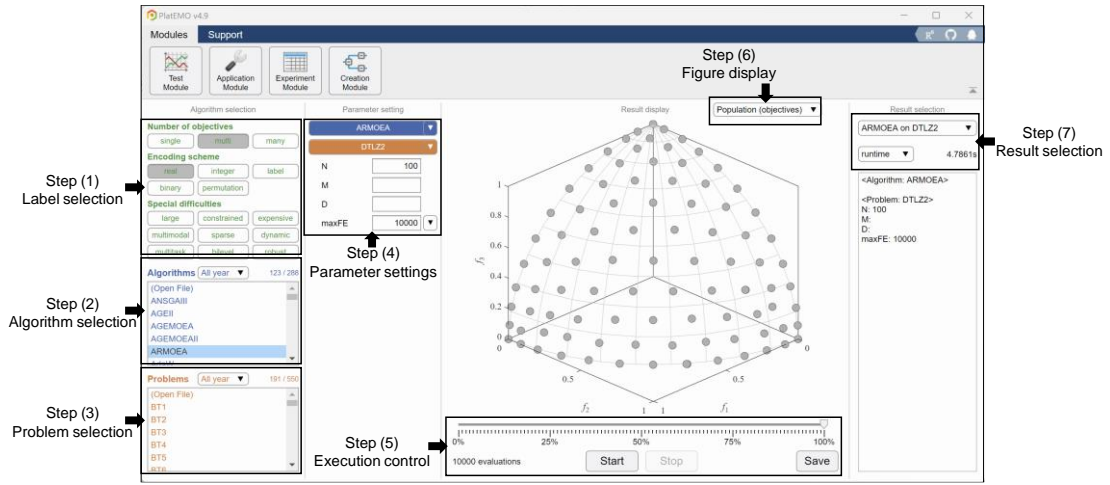 PlatEMO v4.9
Modules Support
Test Module
Application Module
Experiment Module
Creation Module
Step (6)
Figure display
Algorithm selection
Parameter setting
Result display
Population (objectives)
Result selection
Number of objectives
single multi many
Encoding scheme
real integer label
binary permutation
Special difficulties
large constrained expensive
multimodal sparse dynamic
multitask bilevel robust
Step (1)
Label selection
ARMOEA
DTLZ2
N 100
M
D
maxFE 10000
Step (4)
Parameter settings
ARMOEA on DTLZ2
runtime 4.7861s
Step (7)
Result selection
<Algorithm: ARMOEA>
<Problem: DTLZ2>
N: 100
M:
D:
maxFE: 10000
Algorithms All year 123 / 288
(Open File)
ANSGAIII
AGEII
AGEMOEA
AGEMOEAII
ARMOEA
Step (2)
Algorithm selection
Problems All year 191 / 550
(Open File)
BT1
BT2
BT3
BT4
BT5
BT6
Step (3)
Problem selection
1
0.8
0.6
0.4
0.2
0
f3
0
0.5
f2
1
1
f1
0.5
0
Step (5)
Execution control
0% 25% 50% 75% 100%
10000 evaluations Start Stop Save